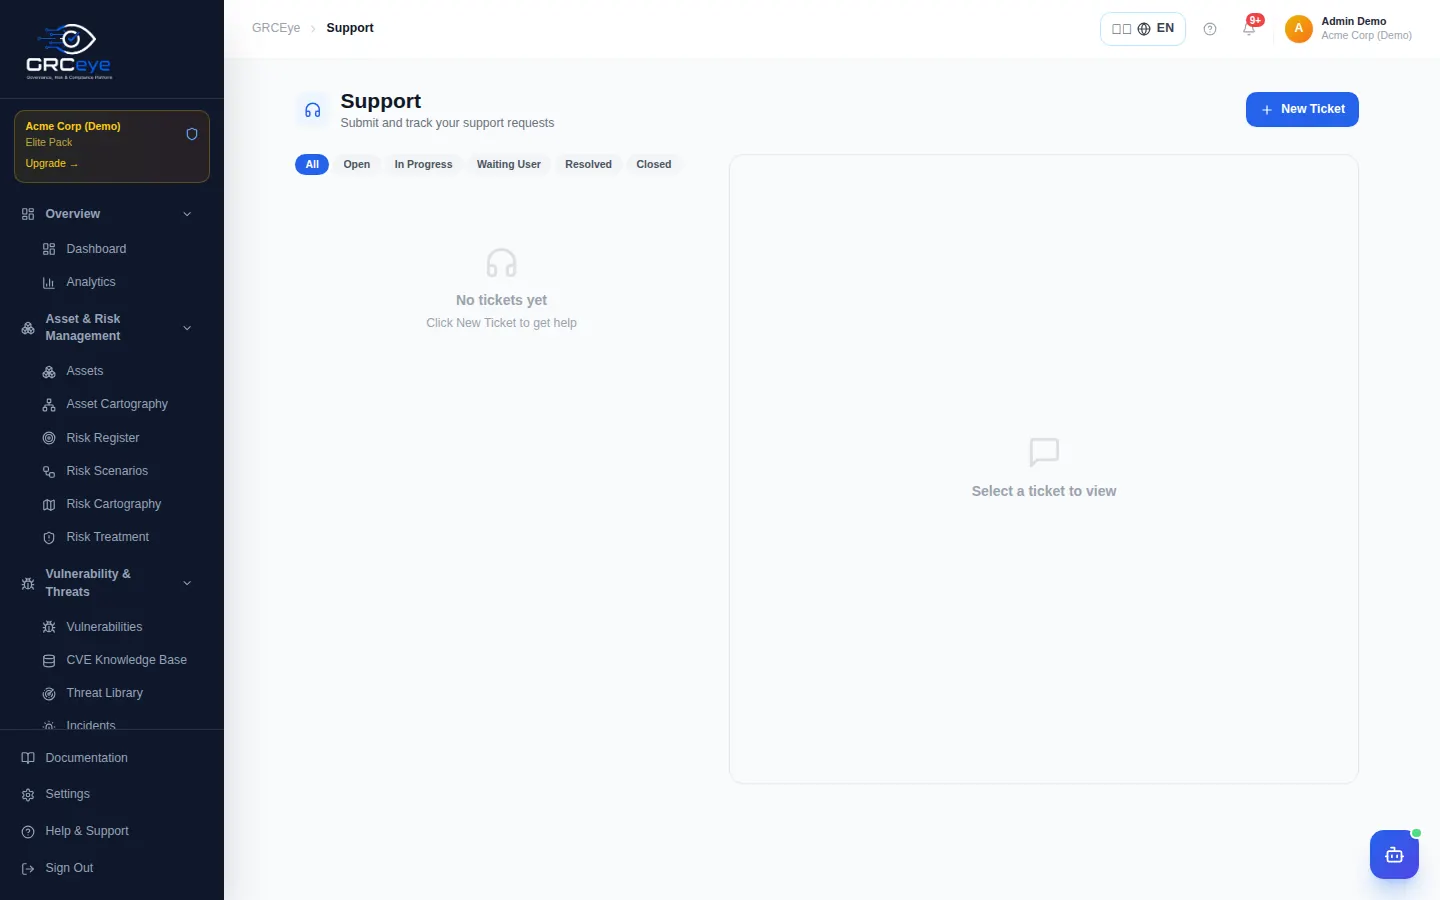 GRCeye
Governance, Risk & Compliance Platform
Acme Corp (Demo)
Elite Pack
Upgrade →
Overview
Dashboard
Analytics
Asset & Risk
Management
Assets
Asset Cartography
Risk Register
Risk Scenarios
Risk Cartography
Risk Treatment
Vulnerability &
Threats
Vulnerabilities
CVE Knowledge Base
Threat Library
Incidents
Documentation
Settings
Help & Support
Sign Out
GRCEye
Support
EN
9+
A
Admin Demo
Acme Corp (Demo)
Support
Submit and track your support requests
New Ticket
All
Open
In Progress
Waiting User
Resolved
Closed
No tickets yet
Click New Ticket to get help
Select a ticket to view